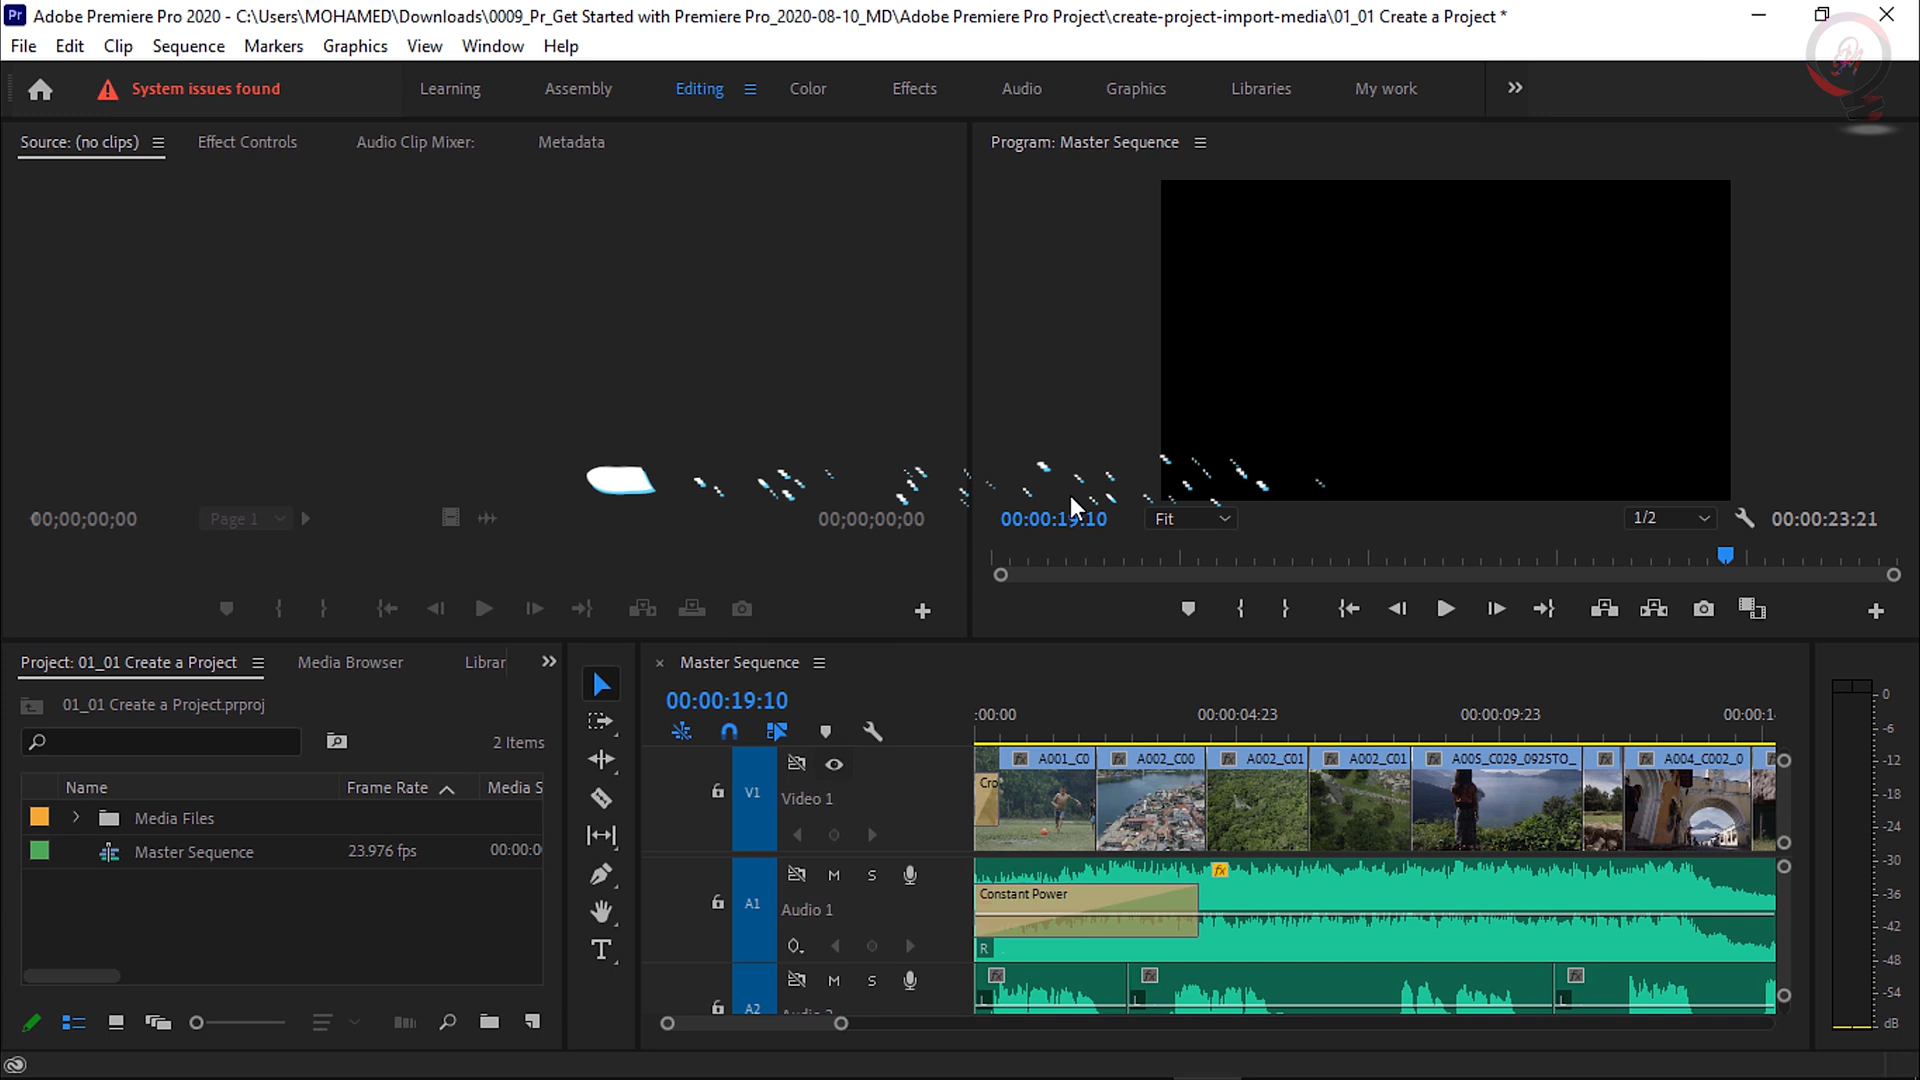 Adobe Premiere Pro 2020 - C:\Users\MOHAMED\Downloads\0009_Pr_Get Started with Premiere Pro_2020-08-10_MD\Adobe Premiere Pro Project\create-project-import-media\01_01 Create a Project *
File Edit Clip Sequence Markers Graphics View Window Help
System issues found Learning Assembly Editing Color Effects Audio Graphics Libraries My work
Source: (no clips) Effect Controls Audio Clip Mixer: Metadata
Program: Master Sequence
00;00;00;00 Page 1 00;00;00;00
00:00:19:10 Fit 1/2 00:00:23:21
Project: 01_01 Create a Project Media Browser Librar
01_01 Create a Project.prproj
2 Items
Name Frame Rate Media S
Media Files
Master Sequence 23.976 fps 00:00:0
Master Sequence
00:00:19:10
:00:00 00:00:04:23 00:00:09:23 00:00:1
V1 Video 1
Cro A001_C0 A002_C00 A002_C01 A002_C01 A005_C029_0925TO_ A004_C002_0
A1 Audio 1 M S
Constant Power
R
A2 M S
L L L
0
-6
-12
-18
-24
-30
-36
-42
-48
-54
dB